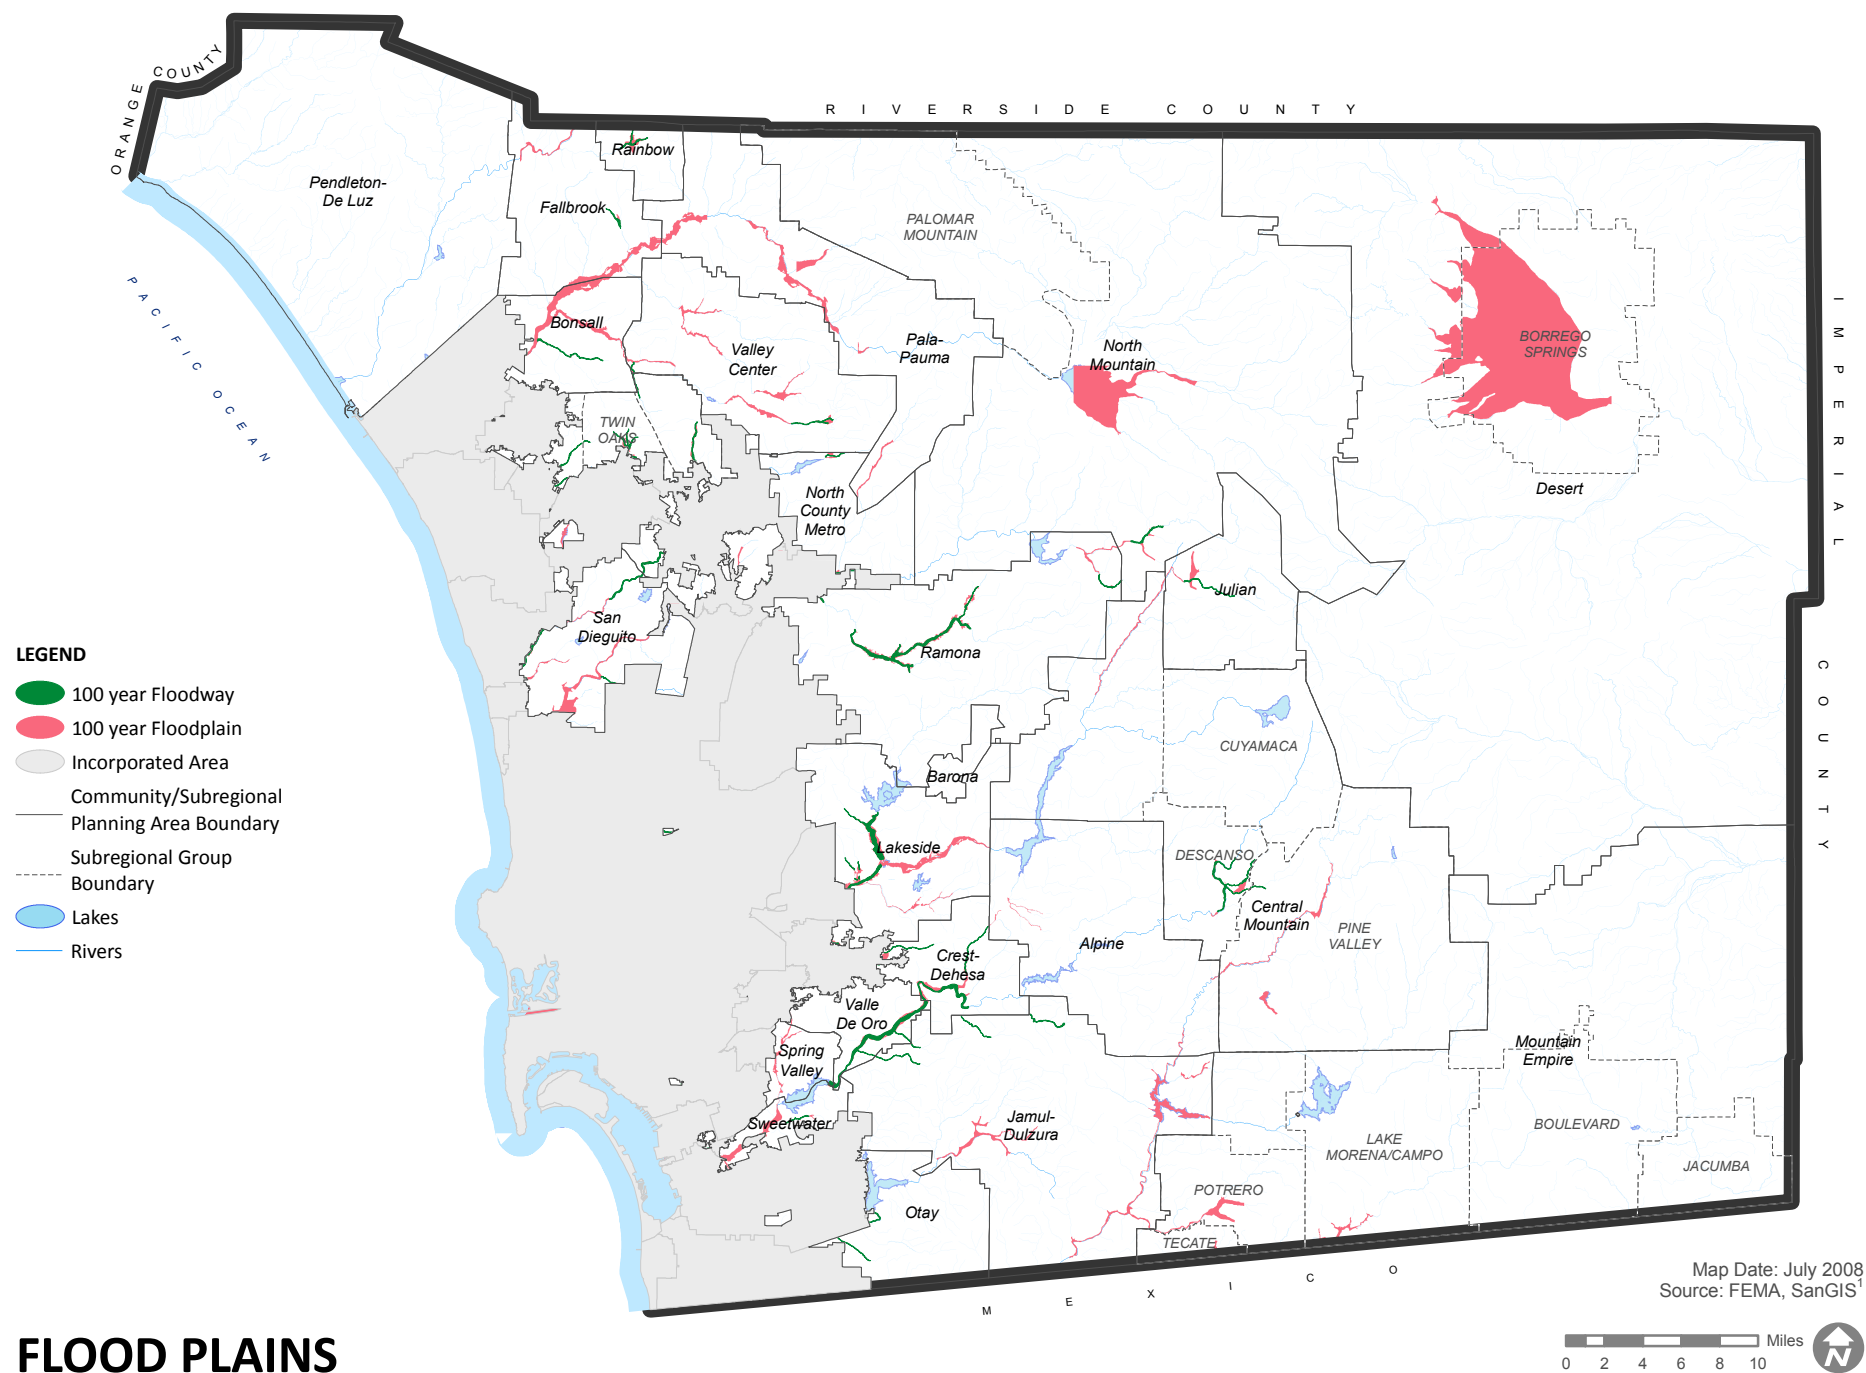 ORANGE COUNTY
RIVERSIDE COUNTY
Rainbow
Pendleton-
De Luz
Fallbrook
PALOMAR
MOUNTAIN
PACIFIC OCEAN
IMPERIAL COUNTY
Bonsall
Valley
Center
Pala-
Pauma
North
Mountain
BORREGO
SPRINGS
TWIN
OAKS
Desert
North
County
Metro
Julian
San
Dieguito
Ramona
LEGEND
100 year Floodway
100 year Floodplain
Incorporated Area
Community/Subregional
Planning Area Boundary
Subregional Group
Boundary
Lakes
Rivers
CUYAMACA
Barona
Lakeside
DESCANSO
Central
Mountain
PINE
VALLEY
Alpine
Crest-
Dehesa
Valle
De Oro
Spring
Valley
Mountain
Empire
Sweetwater
Jamul-
Dulzura
LAKE
MORENA/CAMPO
BOULEVARD
JACUMBA
POTRERO
Otay
TECATE
MEXICO
Map Date: July 2008
Source: FEMA, SanGIS1
FLOOD PLAINS
Miles
0 2 4 6 8 10
N